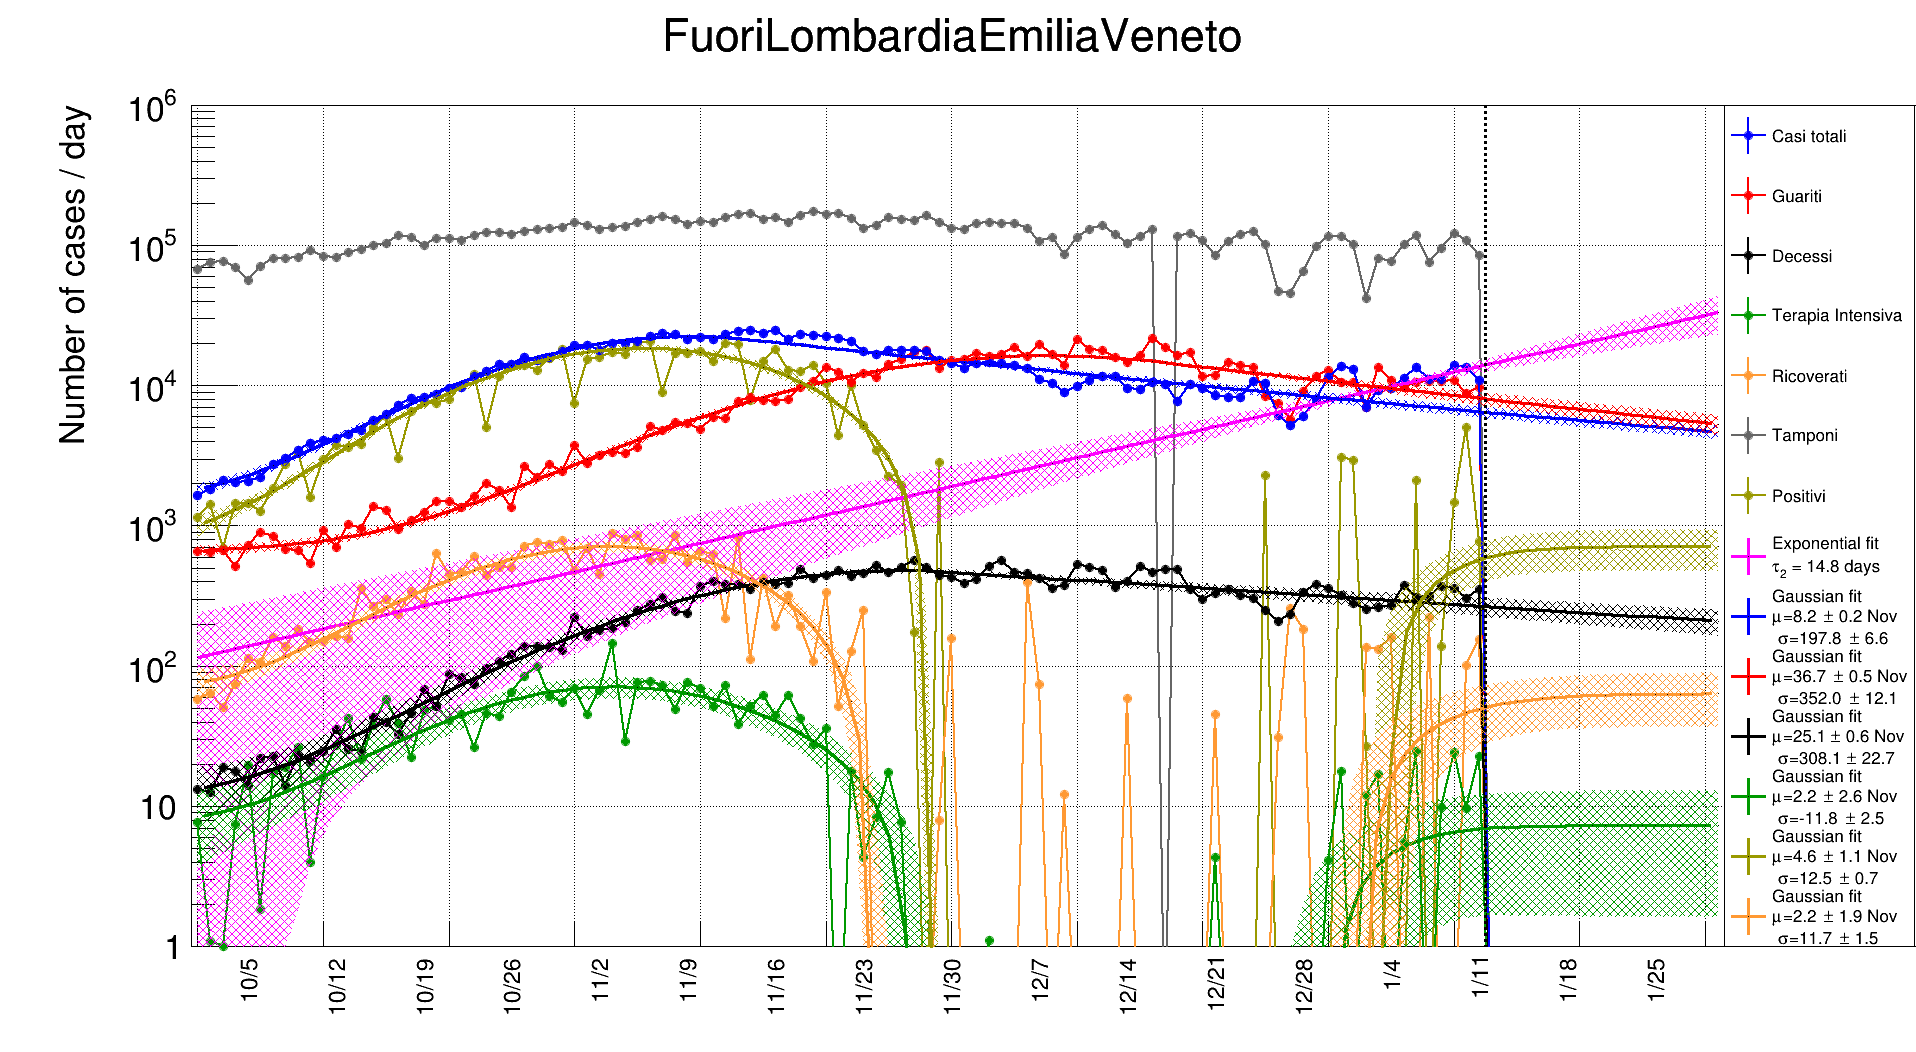 FuoriLombardiaEmiliaVeneto
Number of cases / day
10^6
10^5
10^4
10^3
10^2
10
1
10/5
10/12
10/19
10/26
11/2
11/9
11/16
11/23
11/30
12/7
12/14
12/21
12/28
1/4
1/11
1/18
1/25
Casi totali
Guariti
Decessi
Terapia Intensiva
Ricoverati
Tamponi
Positivi
Exponential fit
τ₂ = 14.8 days
Gaussian fit
μ=8.2 ± 0.2 Nov
σ=197.8 ± 6.6
Gaussian fit
μ=36.7 ± 0.5 Nov
σ=352.0 ± 12.1
Gaussian fit
μ=25.1 ± 0.6 Nov
σ=308.1 ± 22.7
Gaussian fit
μ=2.2 ± 2.6 Nov
σ=-11.8 ± 2.5
Gaussian fit
μ=4.6 ± 1.1 Nov
σ=12.5 ± 0.7
Gaussian fit
μ=2.2 ± 1.9 Nov
σ=11.7 ± 1.5